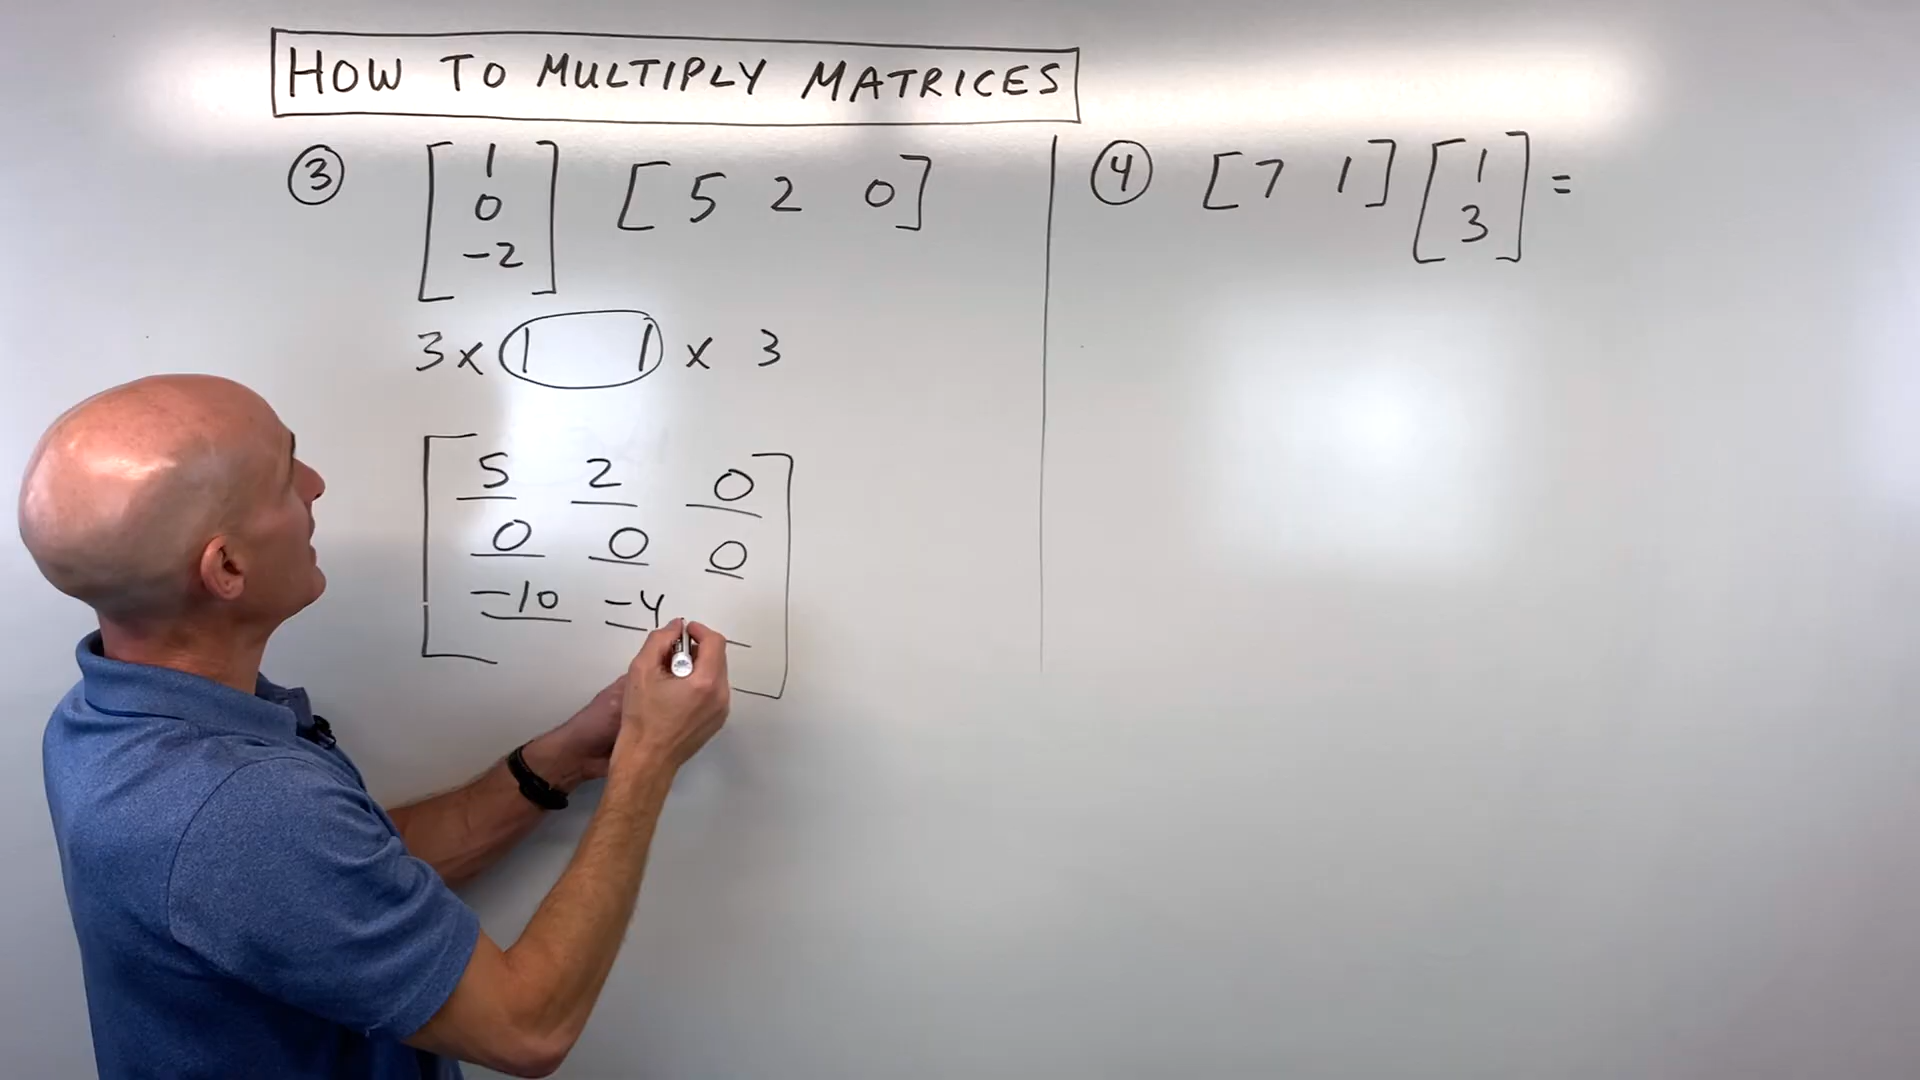 HOW TO MULTIPLY MATRICES
③ [ 1 0 -2 ] [ 5 2 0 ]
3 x 1 1 x 3
5 2 0
0 0 0
-10 -4
④ [ 7 1 ] [ 1 3 ] =